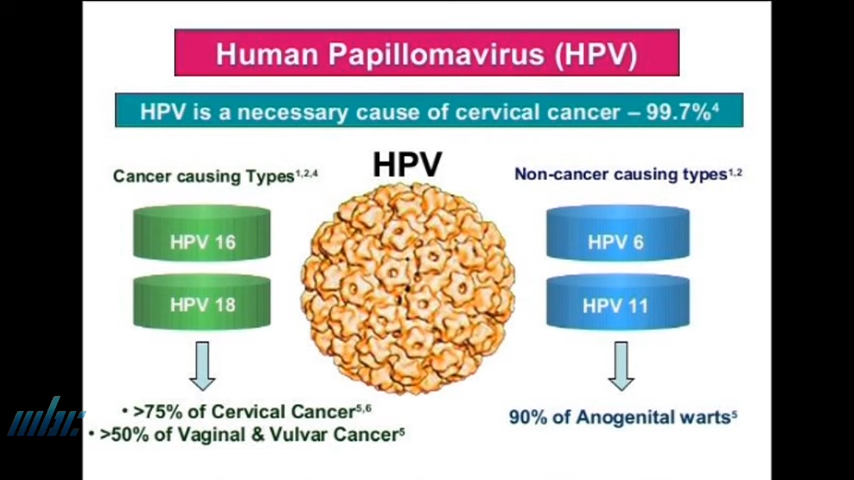 Human Papillomavirus (HPV)
HPV is a necessary cause of cervical cancer – 99.7%⁴
HPV
Cancer causing Types¹,²,⁴
HPV 16
HPV 18
• >75% of Cervical Cancer⁵,⁶
• >50% of Vaginal & Vulvar Cancer⁵
Non-cancer causing types¹,²
HPV 6
HPV 11
90% of Anogenital warts⁵
mbc